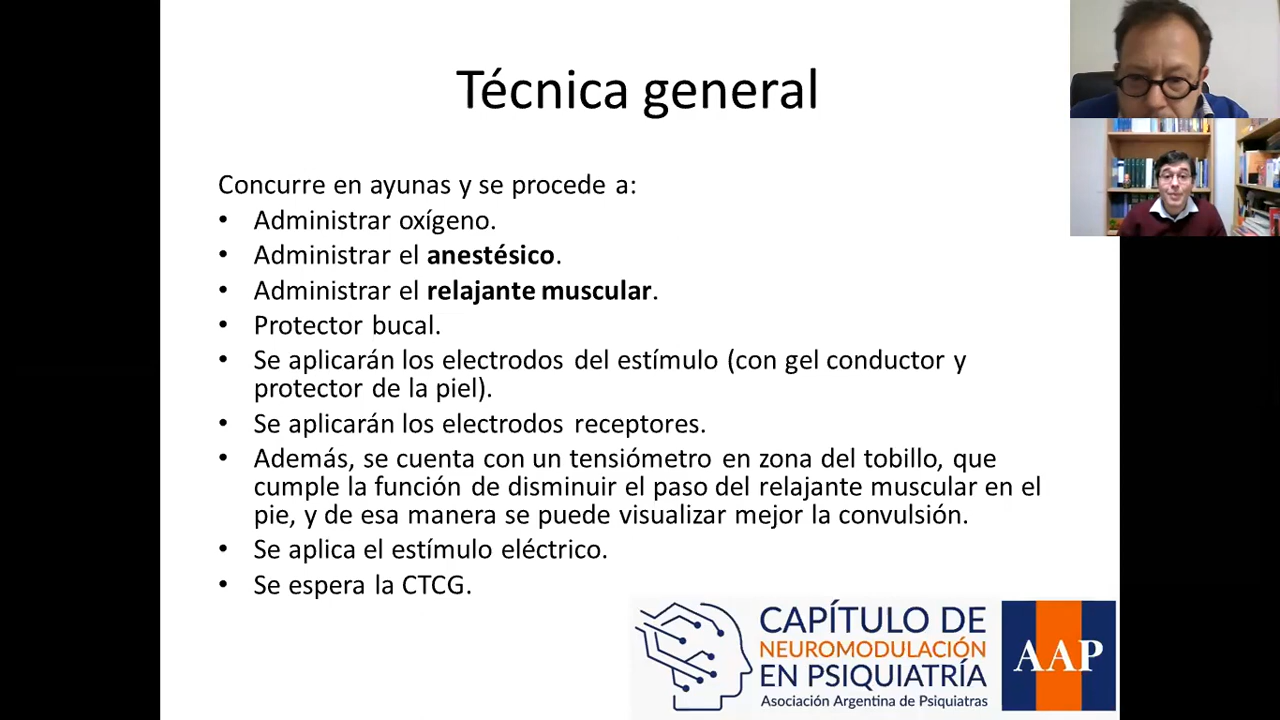 Técnica general
Concurre en ayunas y se procede a:
• Administrar oxígeno.
• Administrar el anestésico.
• Administrar el relajante muscular.
• Protector bucal.
• Se aplicarán los electrodos del estímulo (con gel conductor y
protector de la piel).
• Se aplicarán los electrodos receptores.
• Además, se cuenta con un tensiómetro en zona del tobillo, que
cumple la función de disminuir el paso del relajante muscular en el
pie, y de esa manera se puede visualizar mejor la convulsión.
• Se aplica el estímulo eléctrico.
• Se espera la CTCG.
CAPÍTULO DE
NEUROMODULACIÓN
EN PSIQUIATRÍA
Asociación Argentina de Psiquiatras
AAP